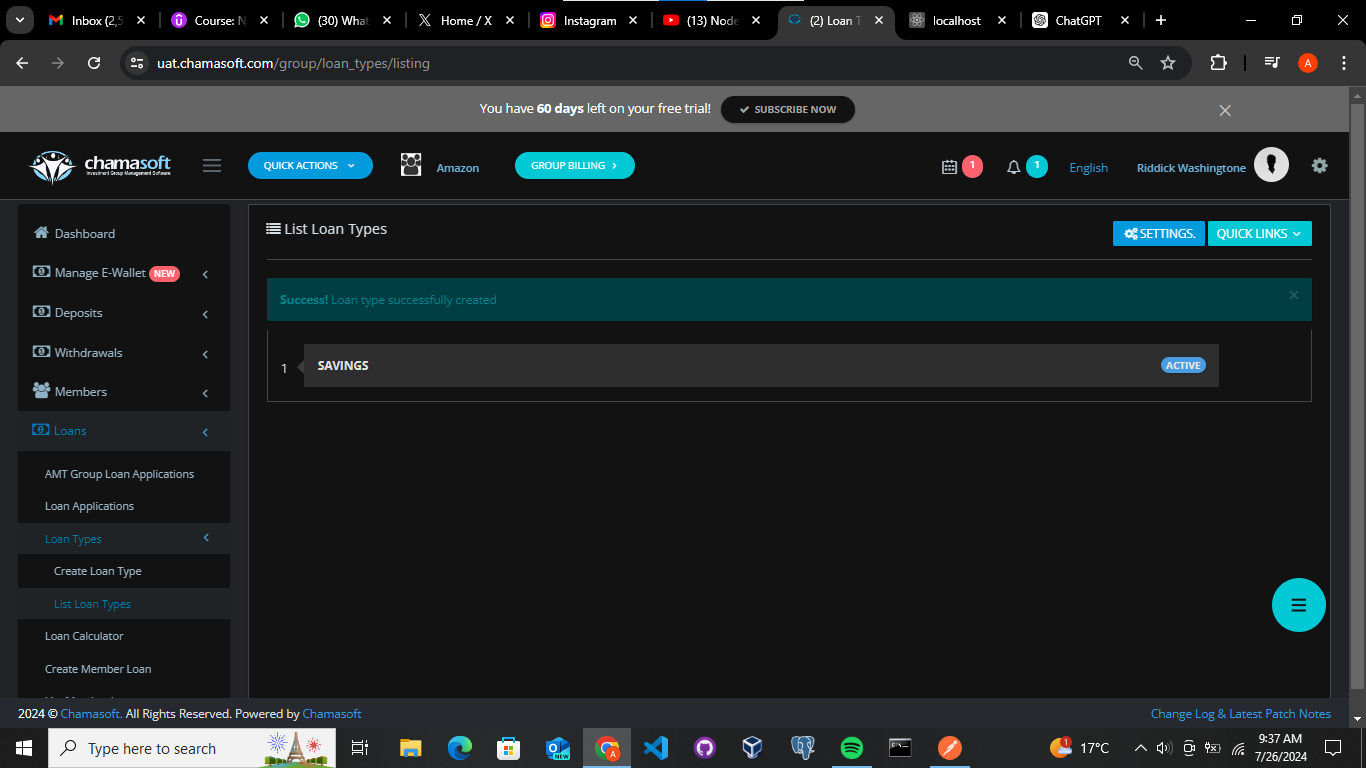 Inbox (2,5
Course: N
(30) What
Home / X
Instagram
(13) Node
(2) Loan T
localhost
ChatGPT
uat.chamasoft.com/group/loan_types/listing
A
You have 60 days left on your free trial!
SUBSCRIBE NOW
chamasoft
Investment Group Management Software
QUICK ACTIONS
Amazon
GROUP BILLING
1
1
English
Riddick Washingtone
Dashboard
Manage E-Wallet NEW
Deposits
Withdrawals
Members
Loans
AMT Group Loan Applications
Loan Applications
Loan Types
Create Loan Type
List Loan Types
Loan Calculator
Create Member Loan
List Loan Types
SETTINGS.
QUICK LINKS
Success! Loan type successfully created
1
SAVINGS
ACTIVE
2024 © Chamasoft. All Rights Reserved. Powered by Chamasoft
Change Log & Latest Patch Notes
Type here to search
NEW
A
1
17°C
9:37 AM
7/26/2024